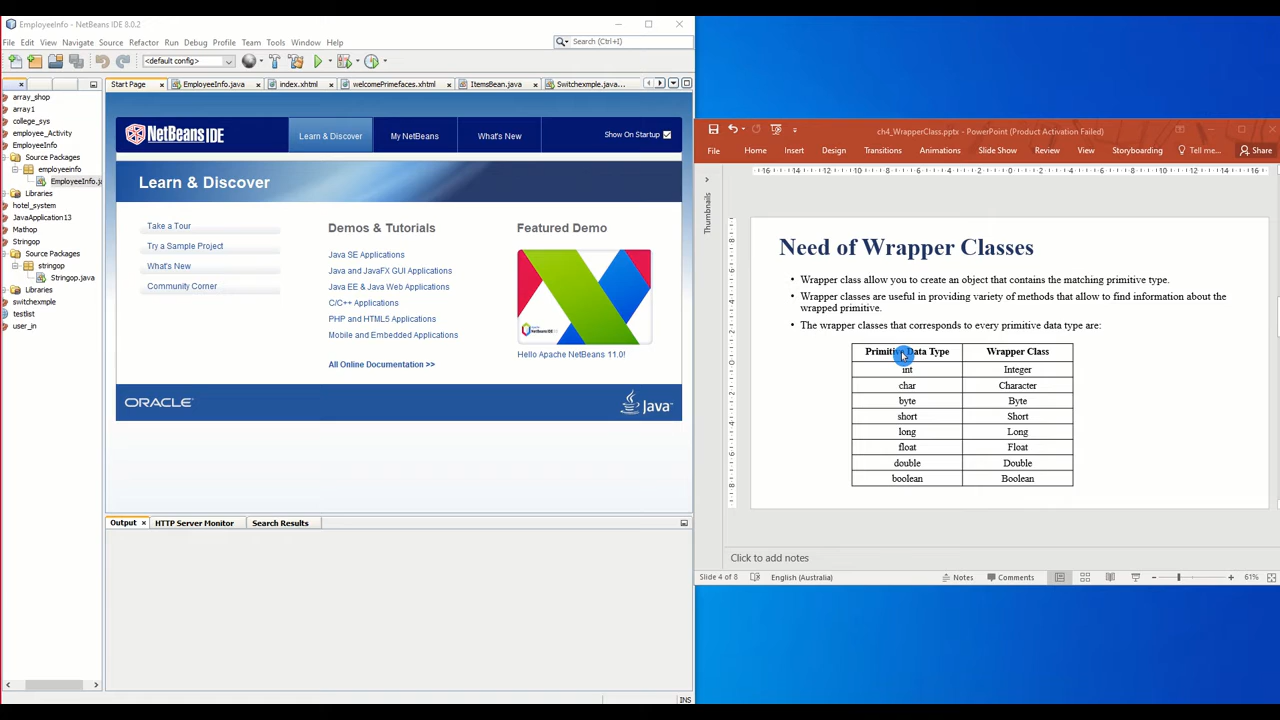 EmployeeInfo - NetBeans IDE 8.0.2
File Edit View Navigate Source Refactor Run Debug Profile Team Tools Window Help
Search (Ctrl+I)
<default config>
Start Page
EmployeeInfo.java
index.xhtml
welcomePrimefaces.xhtml
ItemsBean.java
Switchexmple.java...
array_shop
array1
college_sys
employee_Activity
EmployeeInfo
Source Packages
employeeinfo
EmployeeInfo.ja
Libraries
hotel_system
JavaApplication13
Mathop
Stringop
Source Packages
stringop
Stringop.java
Libraries
switchexmple
testlist
user_in
NetBeans IDE
Learn & Discover
My NetBeans
What's New
Show On Startup
Learn & Discover
Take a Tour
Try a Sample Project
What's New
Community Corner
Demos & Tutorials
Java SE Applications
Java and JavaFX GUI Applications
Java EE & Java Web Applications
C/C++ Applications
PHP and HTML5 Applications
Mobile and Embedded Applications
All Online Documentation >>
Featured Demo
Hello Apache NetBeans 11.0!
ORACLE
Java
Output
HTTP Server Monitor
Search Results
INS
ch4_WrapperClass.pptx - PowerPoint (Product Activation Failed)
File Home Insert Design Transitions Animations Slide Show Review View Storyboarding Tell me... Share
Thumbnails
Need of Wrapper Classes
• Wrapper class allow you to create an object that contains the matching primitive type.
• Wrapper classes are useful in providing variety of methods that allow to find information about the
wrapped primitive.
• The wrapper classes that corresponds to every primitive data type are:
Primitive Data Type Wrapper Class
int Integer
char Character
byte Byte
short Short
long Long
float Float
double Double
boolean Boolean
Click to add notes
Slide 4 of 8 English (Australia) Notes Comments 61%